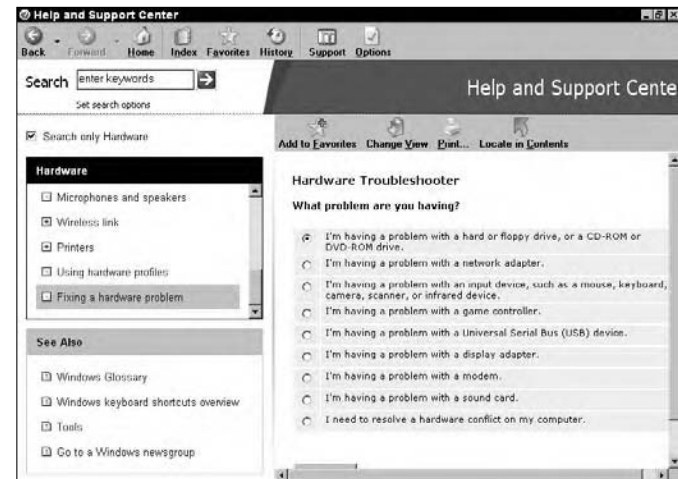 Help and Support Center
Back Forward Home Index Favorites History Support Options
Search enter keywords
Set search options
Help and Support Cente
Search only Hardware
Add to Favorites Change View Print... Locate in Contents
Hardware
Microphones and speakers
Wireless link
Printers
Using hardware profiles
Fixing a hardware problem
See Also
Windows Glossary
Windows keyboard shortcuts overview
Tools
Go to a Windows newsgroup
Hardware Troubleshooter
What problem are you having?
I'm having a problem with a hard or floppy drive, or a CD-ROM or
DVD-ROM drive.
I'm having a problem with a network adapter.
I'm having a problem with an input device, such as a mouse, keyboard,
camera, scanner, or infrared device.
I'm having a problem with a game controller.
I'm having a problem with a Universal Serial Bus (USB) device.
I'm having a problem with a display adapter.
I'm having a problem with a modem.
I'm having a problem with a sound card.
I need to resolve a hardware conflict on my computer.